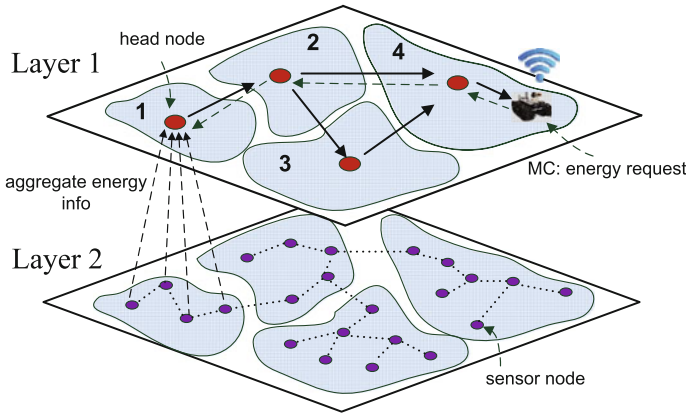 head node
Layer 1
2
4
1
3
MC: energy request
aggregate energy
info
Layer 2
sensor node